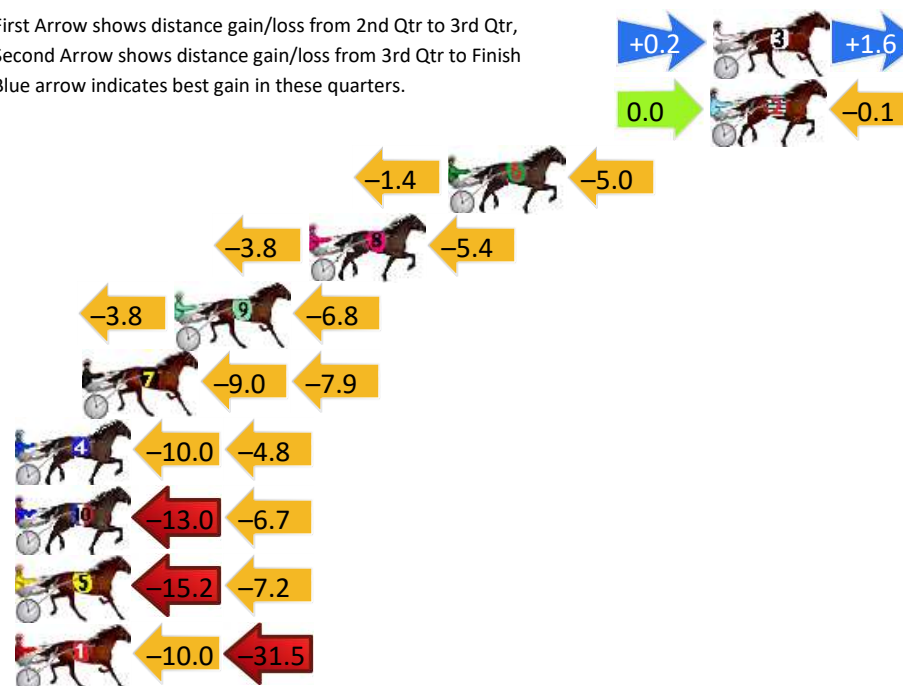 First Arrow shows distance gain/loss from 2nd Qtr to 3rd Qtr,
Second Arrow shows distance gain/loss from 3rd Qtr to Finish
Blue arrow indicates best gain in these quarters.
+0.2 3 +1.6
0.0 2 −0.1
−1.4 6 −5.0
−3.8 8 −5.4
−3.8 9 −6.8
7 −9.0 −7.9
4 −10.0 −4.8
10 −13.0 −6.7
5 −15.2 −7.2
1 −10.0 −31.5